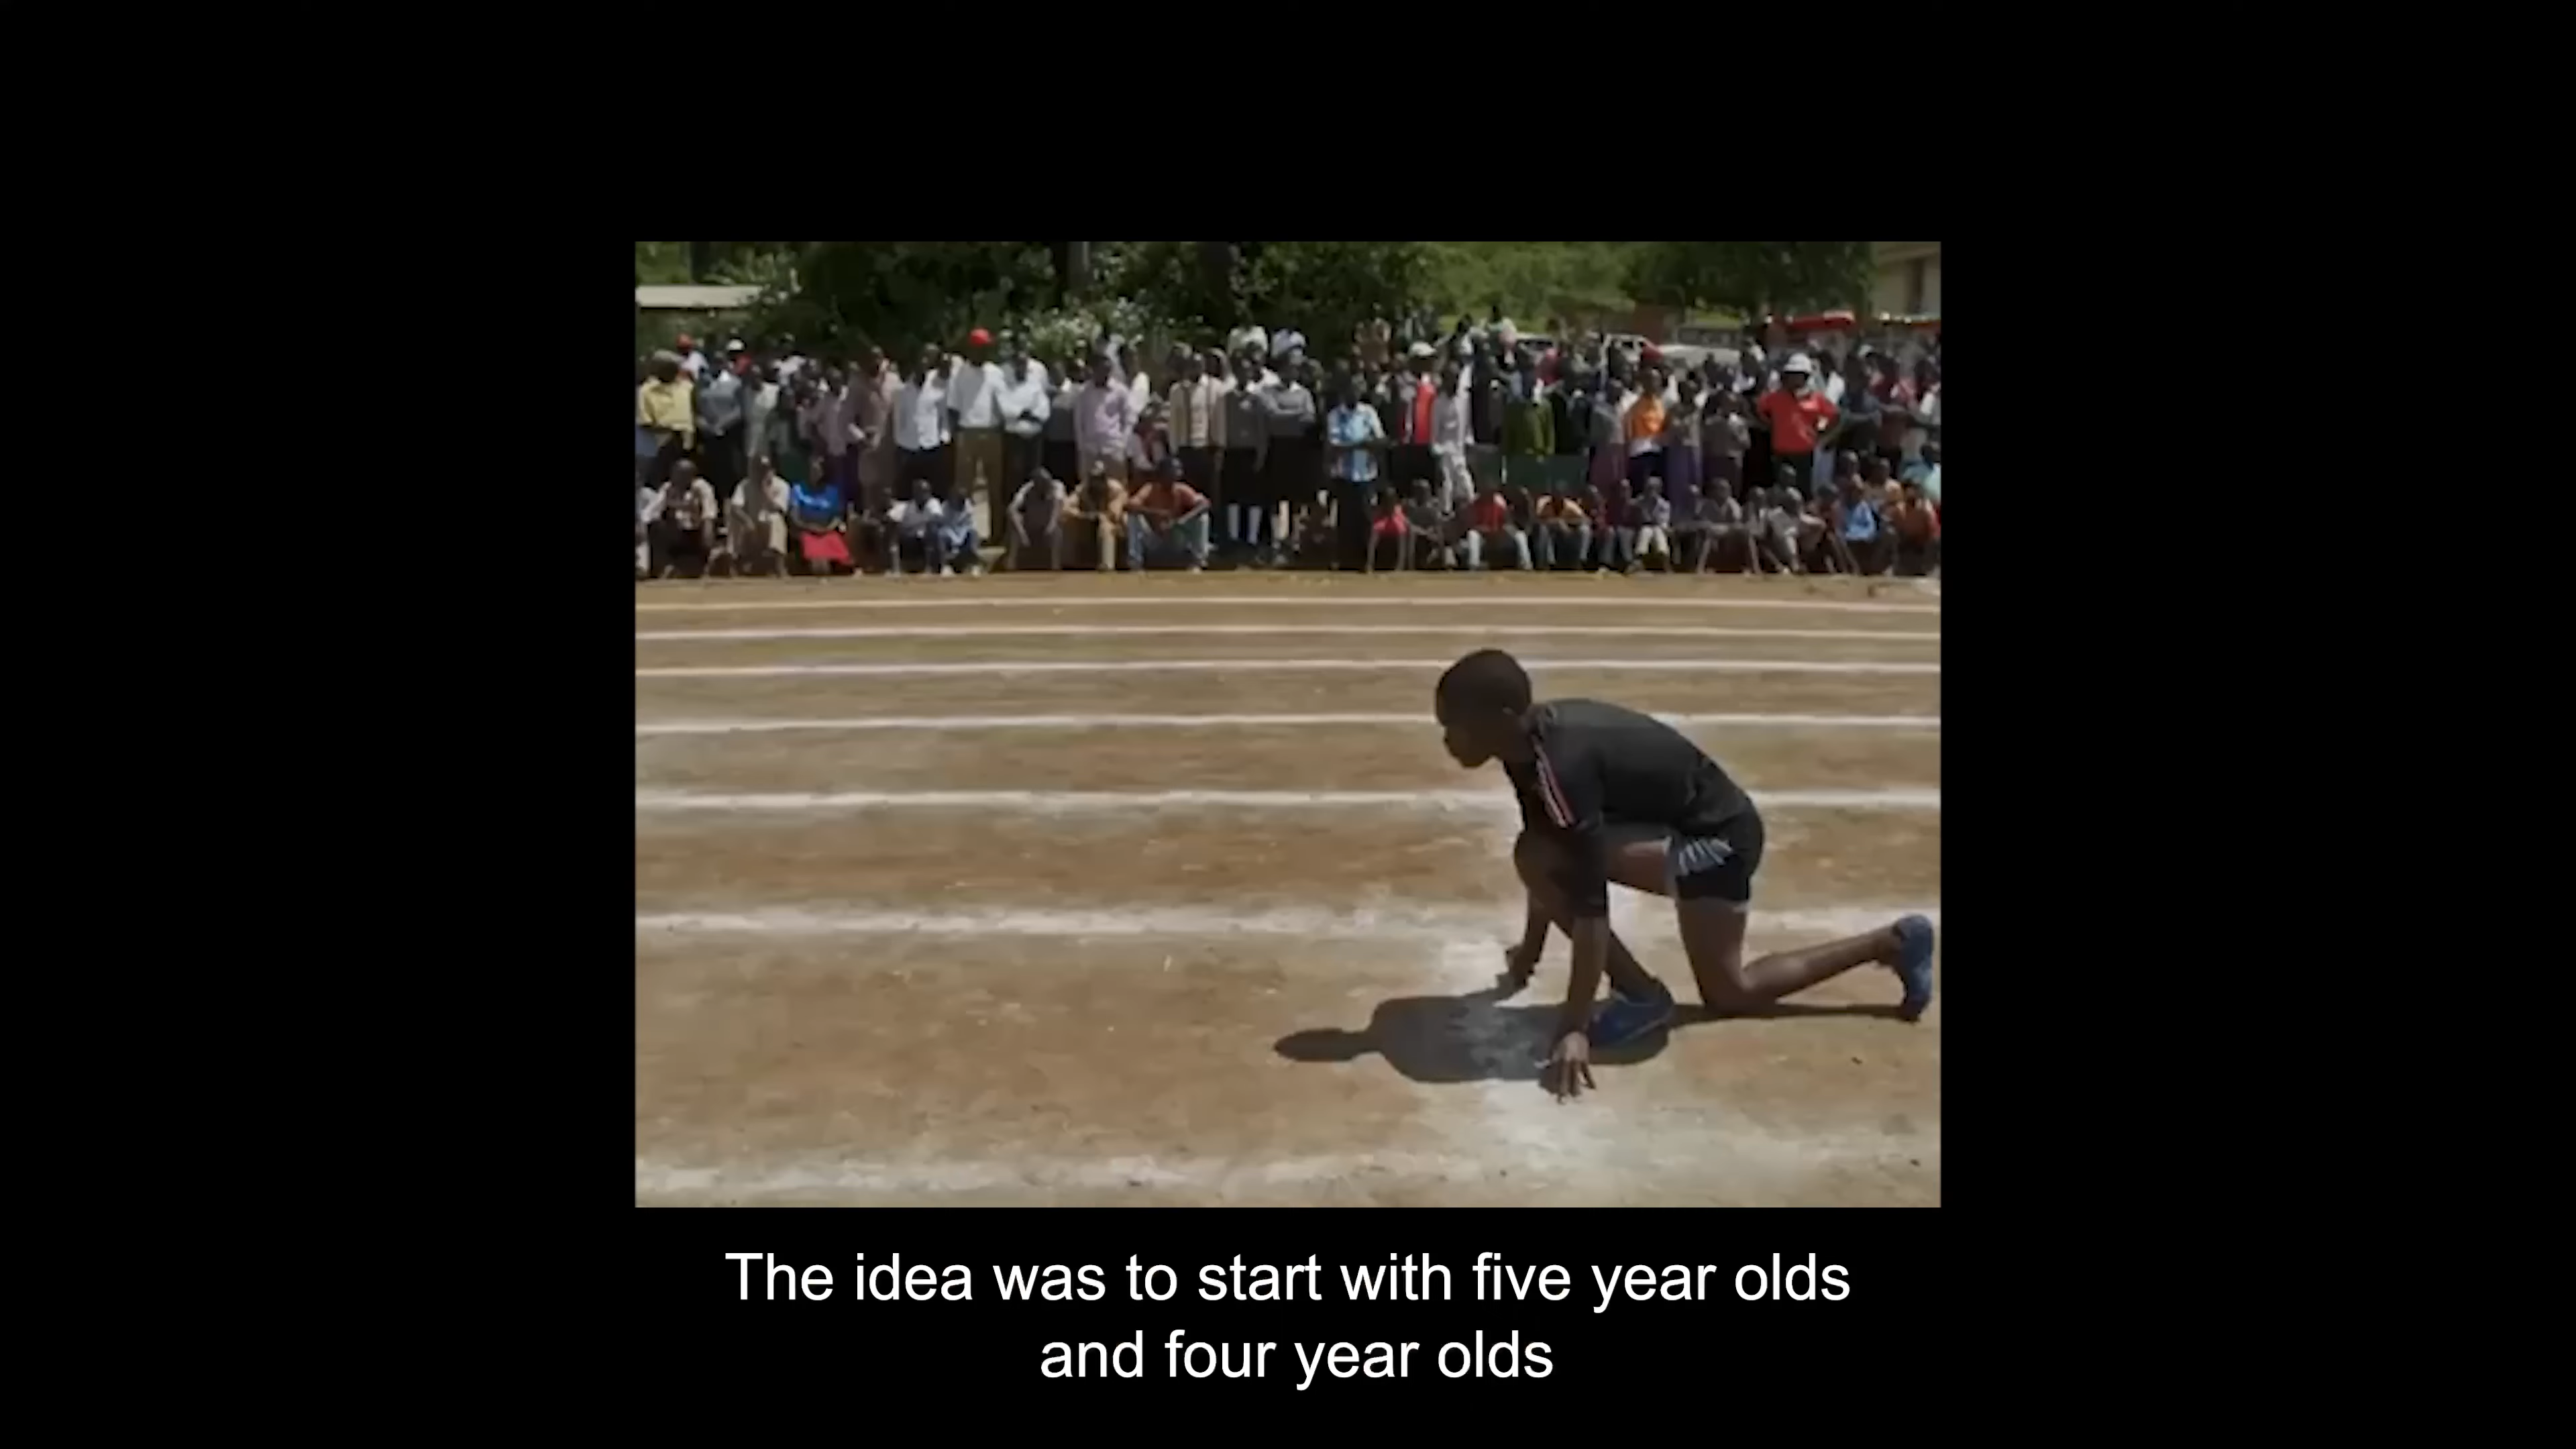 The idea was to start with five year olds
and four year olds